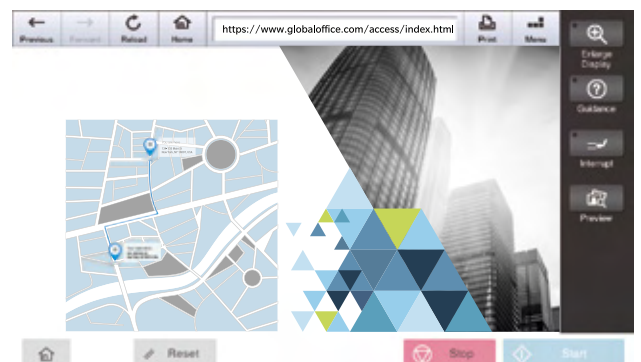 Previous
Forward
Reload
Home
https://www.globaloffice.com/access/index.html
Print
Menu
Enlarge
Display
Guidance
Interrupt
Preview
Reset
Stop
Start